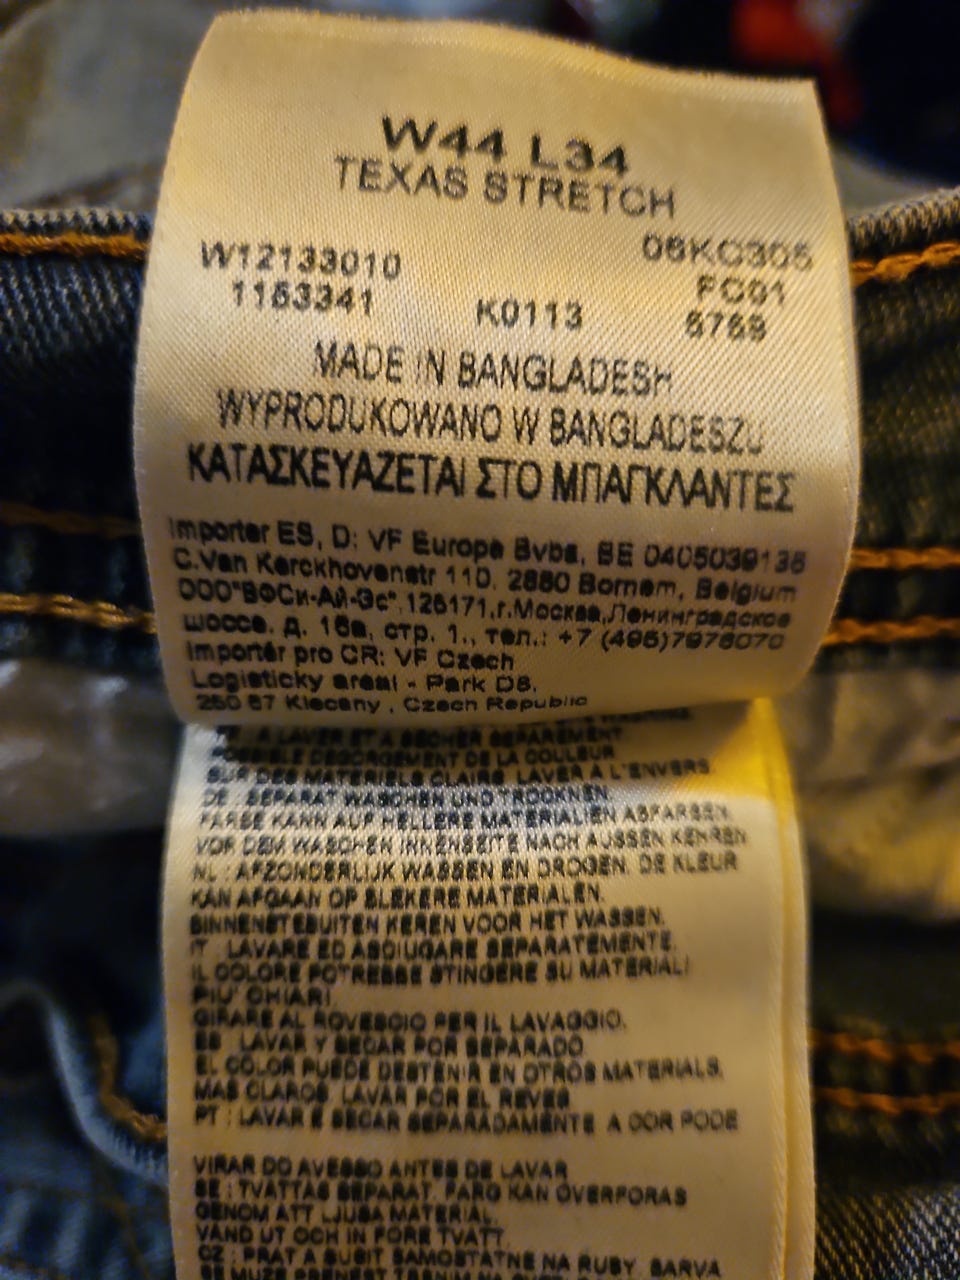 W44 L34
TEXAS STRETCH
W12133010 06KC305
1153341 K0113 FC01
MADE IN BANGLADESH
WYPRODUKOWANO W BANGLADESZU
ΚΑΤΑΣΚΕΥΑΖΕΤΑΙ ΣΤΟ ΜΠΑΓΚΛΑΝΤΕΣ
Importer ES, D: VF Europe Bvba, BE 0405039136
C.Van Kerckhovenstr 110. 2880 Bornem, Belgium
ООО"ВФСи-Ай-Эс",125171,г.Москва,Ленинградское
шоссе, д. 16а, стр. 1., тел.: +7 (495)7976070
Importér pro CR: VF Czech
Logisticky areal - Park D8,
250 67 Klecany , Czech Republic
FR : A LAVER ET A SECHER SEPAREMENT.
POSSIBLE DEGORGEMENT DE LA COULEUR
SUR DES MATERIELS CLAIRS, LAVER A L'ENVERS.
DE : SEPARAT WASCHEN UND TROCKNEN.
FARBE KANN AUF HELLERE MATERIALIEN ABFARBEN.
VOR DEM WASCHEN INNENSEITE NACH AUSSEN KEHREN
NL : AFZONDERLIJK WASSEN EN DROGEN. DE KLEUR
KAN AFGAAN OP BLEKERE MATERIALEN.
BINNENSTEBUITEN KEREN VOOR HET WASSEN.
IT : LAVARE ED ASCIUGARE SEPARATEMENTE.
IL COLORE POTREBBE STINGERE SU MATERIALI
PIU' CHIARI.
GIRARE AL ROVESCIO PER IL LAVAGGIO.
ES : LAVAR Y SECAR POR SEPARADO.
EL COLOR PUEDE DESTENIR EN OTROS MATERIALS.
MAS CLAROS. LAVAR POR EL REVES
PT : LAVAR E SECAR SEPARADAMENTE. A COR PODE
VIRAR DO AVESSO ANTES DE LAVAR
SE : TVATTAS SEPARAT. FARG KAN OVERFORAS
GENOM ATT LJUSA MATERIAL.
VAND UT OCH IN FORE TVATT.
CZ : PRAT A SUSIT SAMOSTATNE NA RUBY. BARVA